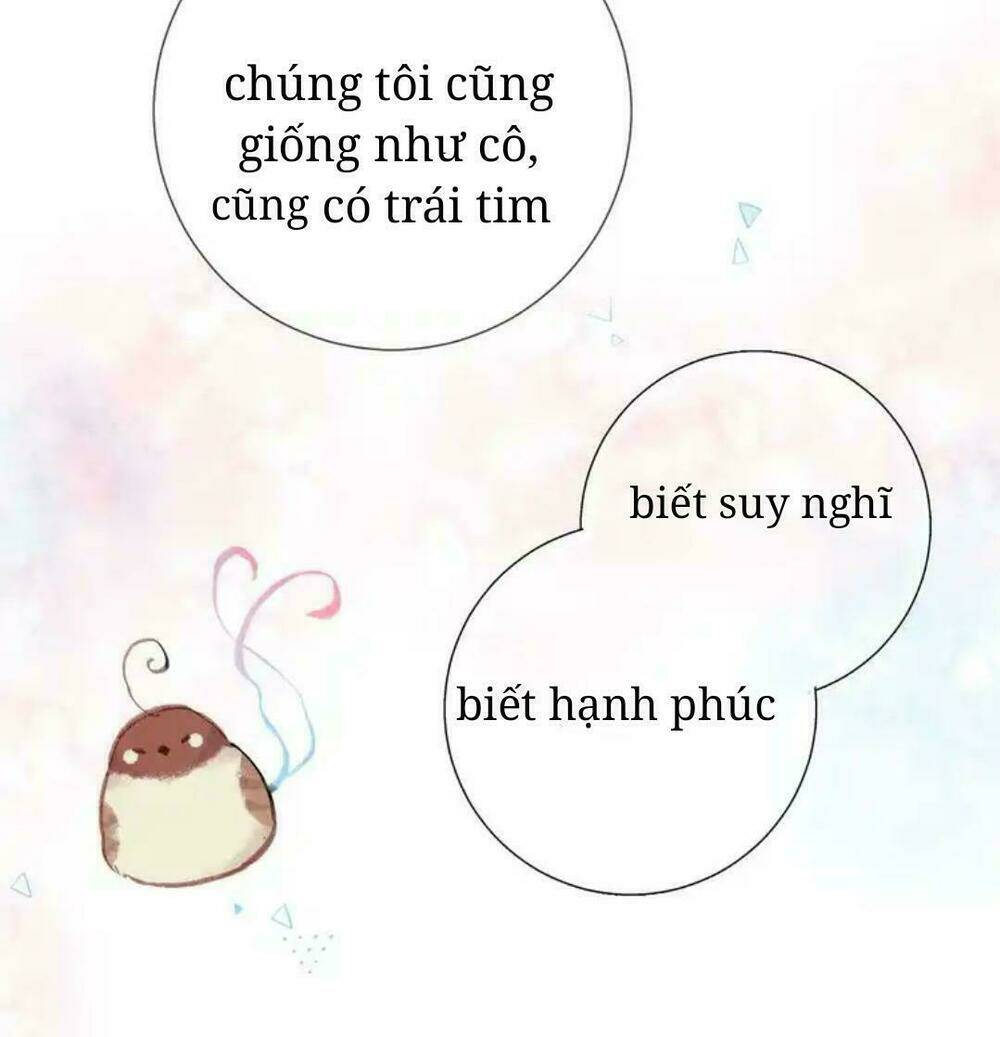 chúng tôi cũng
giống như cô,
cũng có trái tim
biết suy nghĩ
biết hạnh phúc